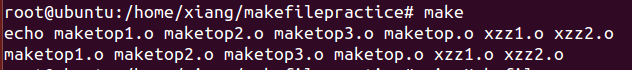 root@ubuntu:/home/xiang/makefilepractice# make
echo maketop1.o maketop2.o maketop3.o maketop.o xzz1.o xzz2.o
maketop1.o maketop2.o maketop3.o maketop.o xzz1.o xzz2.o